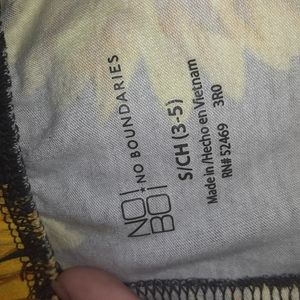 NO
BO
NO BOUNDARIES
S/CH (3-5)
Made in/Hecho en Vietnam
RN# 52469
3R0